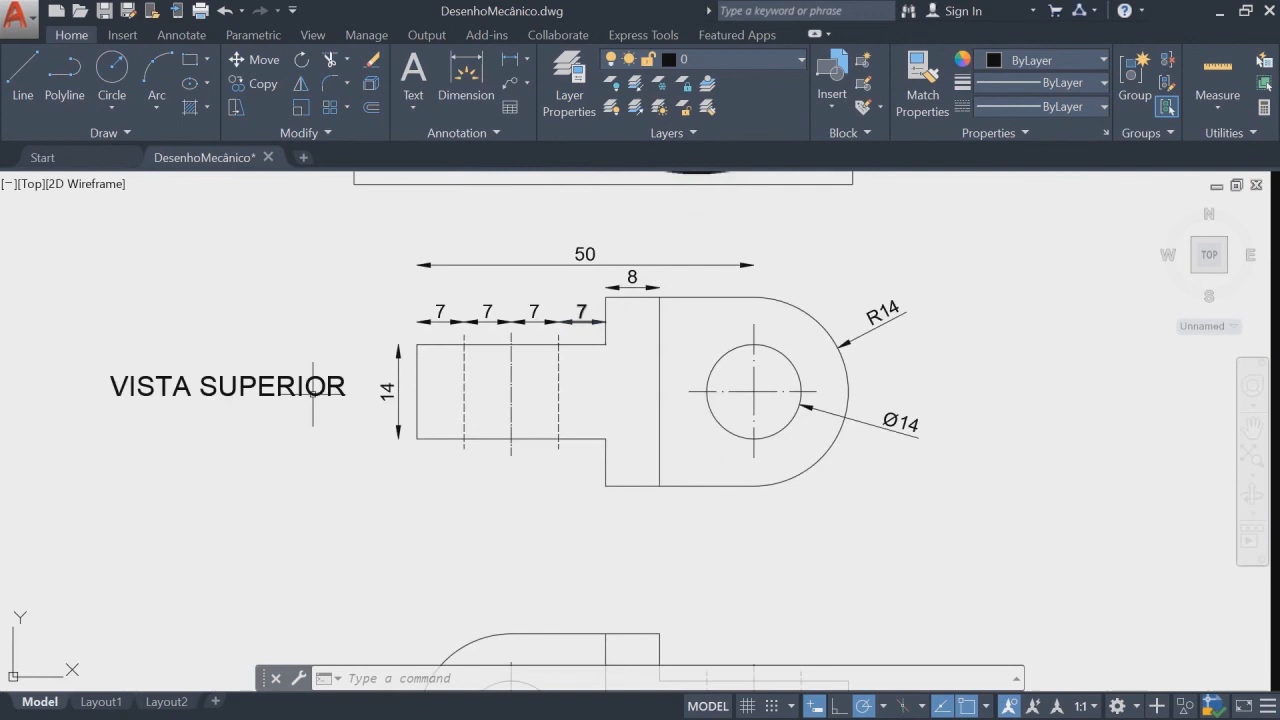 A DesenhoMecânico.dwg Type a keyword or phrase Sign In
Home Insert Annotate Parametric View Manage Output Add-ins Collaborate Express Tools Featured Apps
Line Polyline Circle Arc Move Copy Text Dimension Layer Properties 0 Insert Match Properties ByLayer ByLayer ByLayer Group Measure
Draw Modify Annotation Layers Block Properties Groups Utilities
Start DesenhoMecânico*
[−][Top][2D Wireframe]
N
W TOP E
S
Unnamed
50
8
7 7 7 7
R14
VISTA SUPERIOR
14
Ø14
Y
X
Type a command
Model Layout1 Layout2 MODEL 1:1